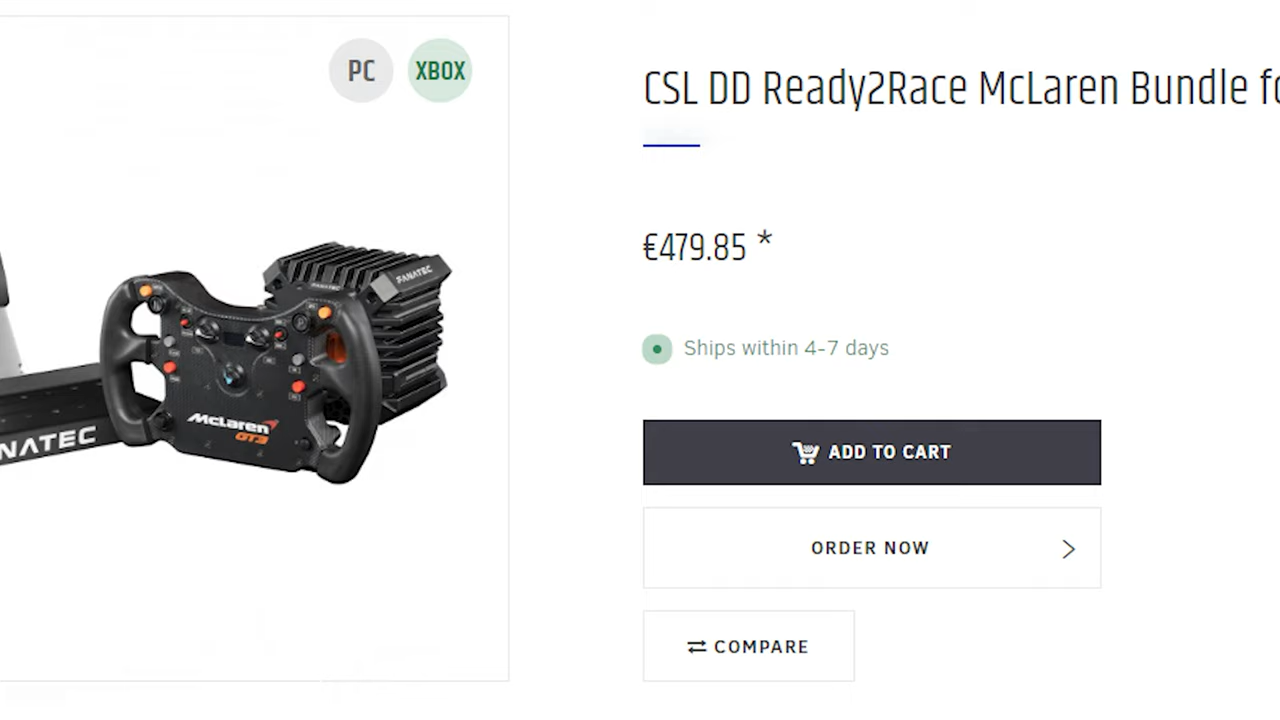 PC
XBOX
CSL DD Ready2Race McLaren Bundle fo
€479.85 *
Ships within 4-7 days
ADD TO CART
ORDER NOW
COMPARE
FANATEC
FANATEC
McLaren
GT3
NATEC